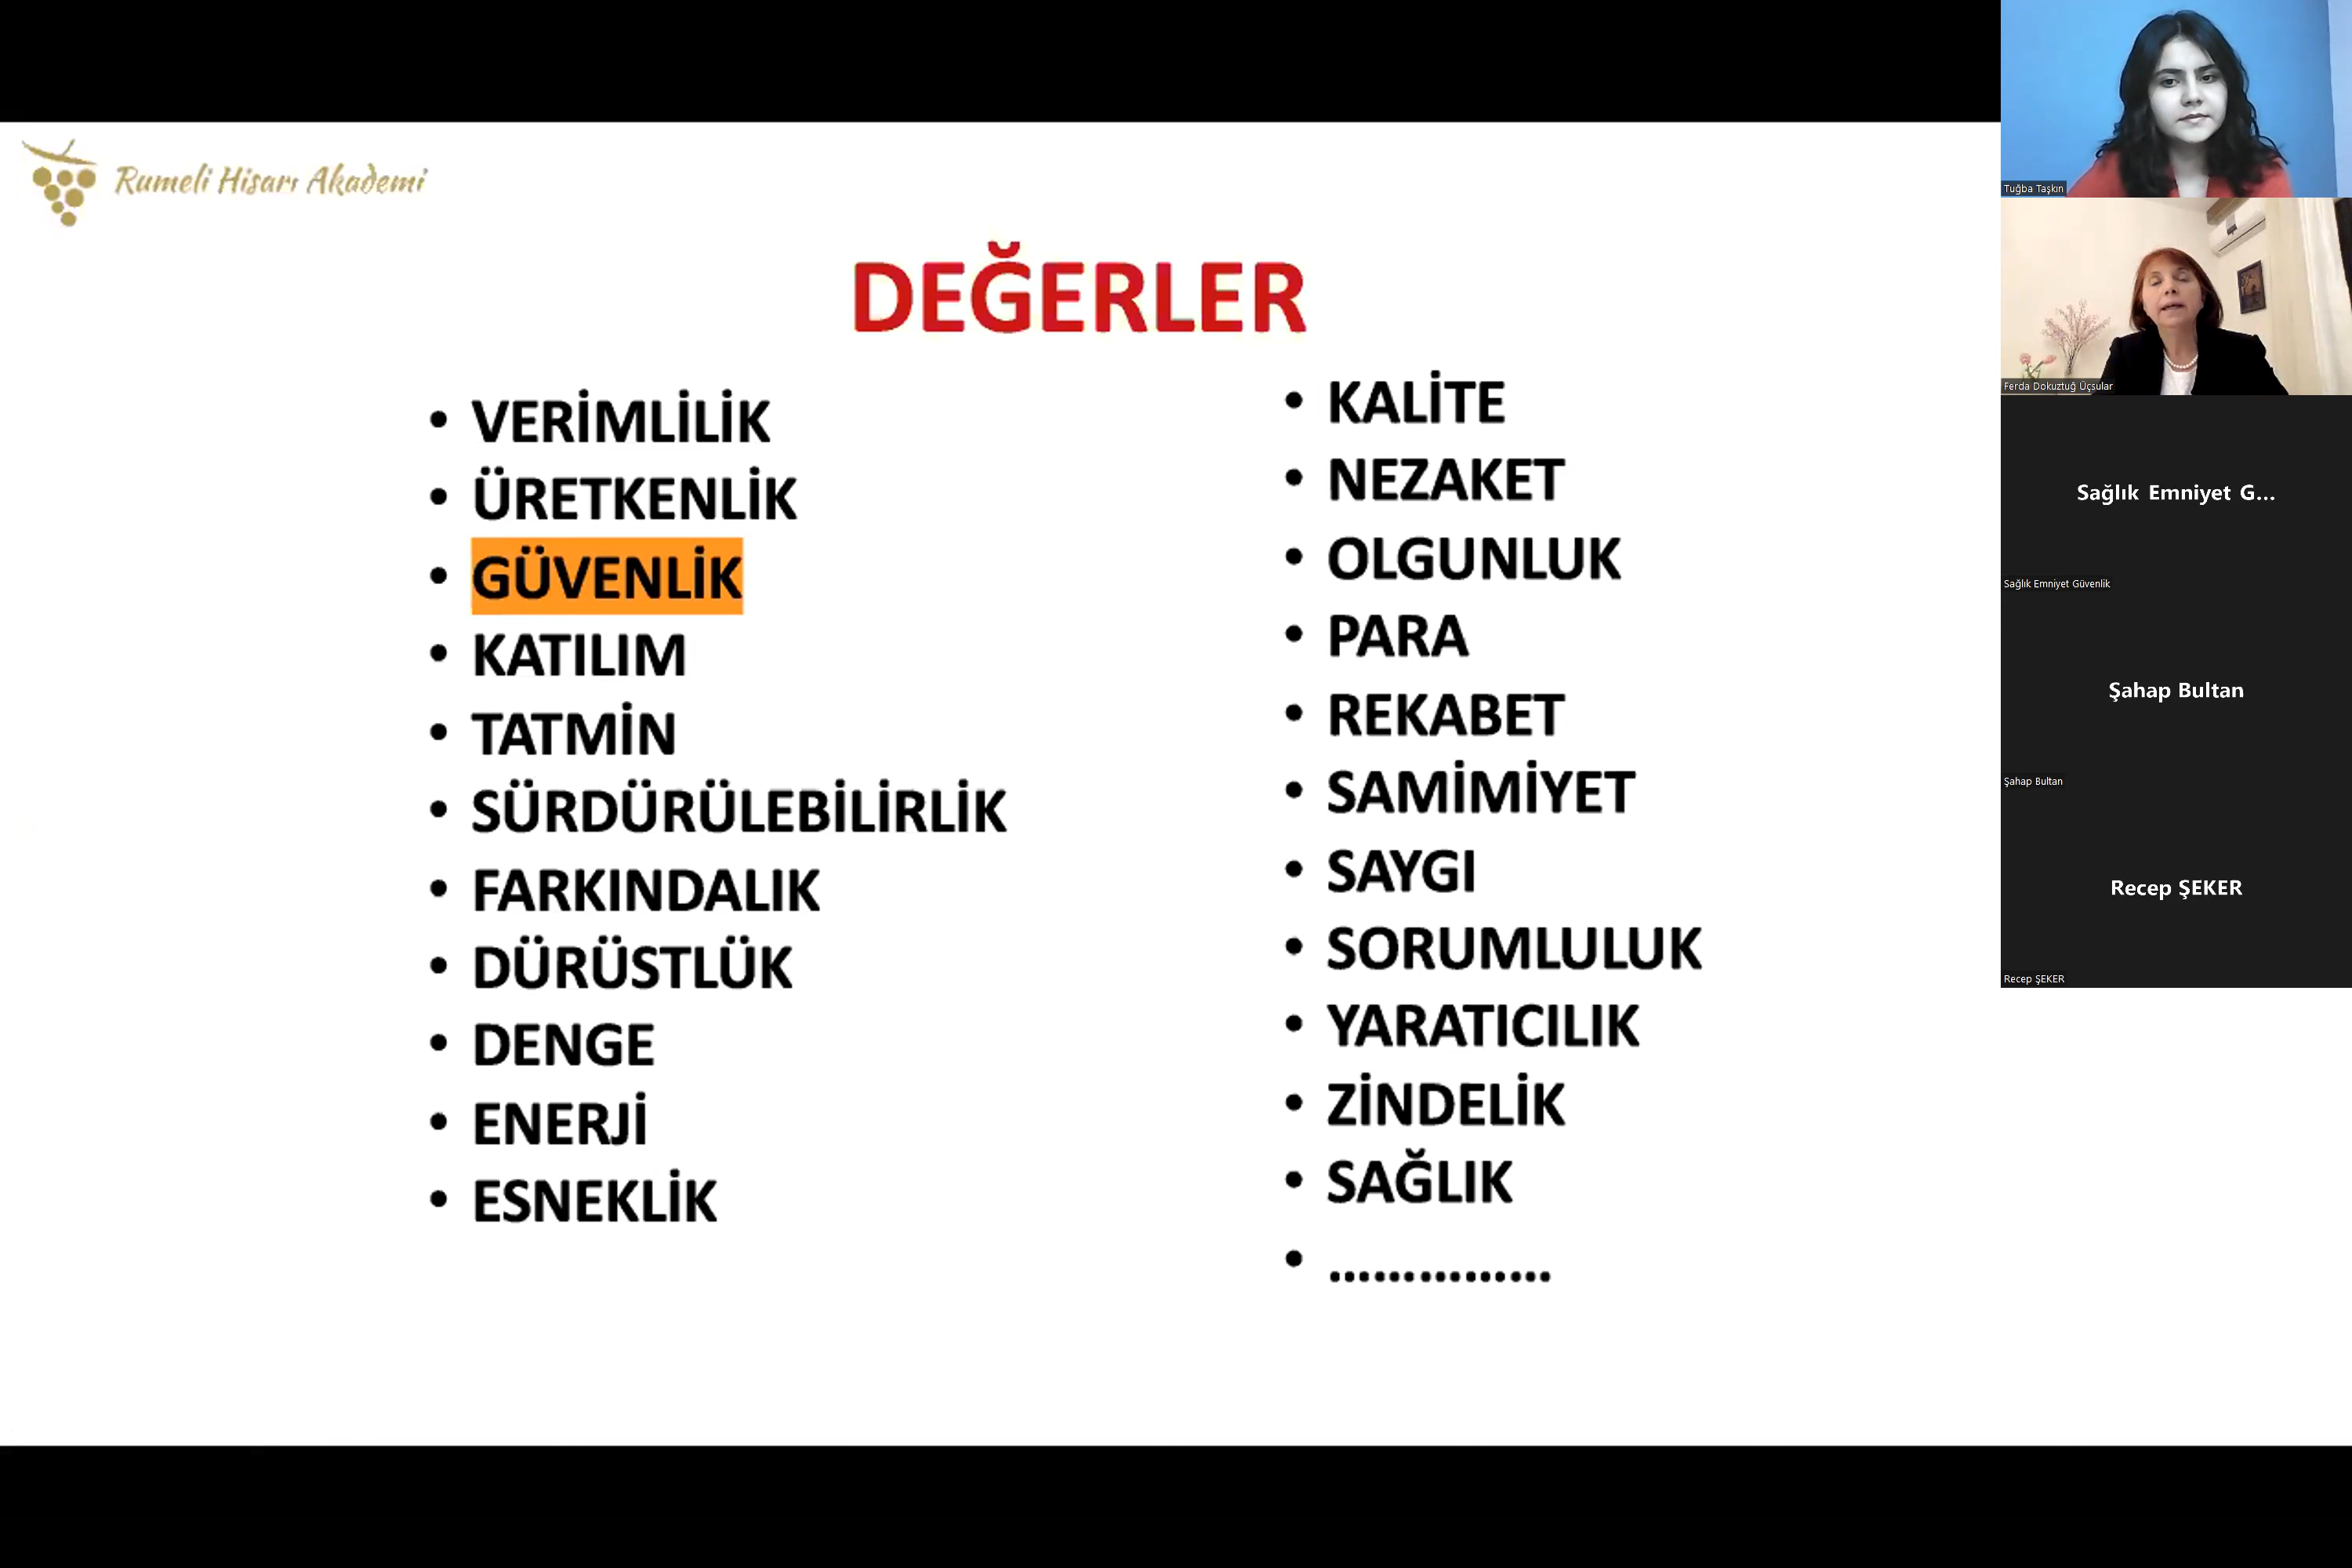 Rumeli Hisarı Akademi
DEĞERLER
• VERİMLİLİK
• ÜRETKENLİK
• GÜVENLİK
• KATILIM
• TATMİN
• SÜRDÜRÜLEBİLİRLİK
• FARKINDALIK
• DÜRÜSTLÜK
• DENGE
• ENERJİ
• ESNEKLİK
• KALİTE
• NEZAKET
• OLGUNLUK
• PARA
• REKABET
• SAMİMİYET
• SAYGI
• SORUMLULUK
• YARATICILIK
• ZİNDELİK
• SAĞLIK
• ...............
Tuğba Taşkın
Ferda Dokuztuğ Üçsular
Sağlık Emniyet G...
Sağlık Emniyet Güvenlik
Şahap Bultan
Şahap Bultan
Recep ŞEKER
Recep ŞEKER